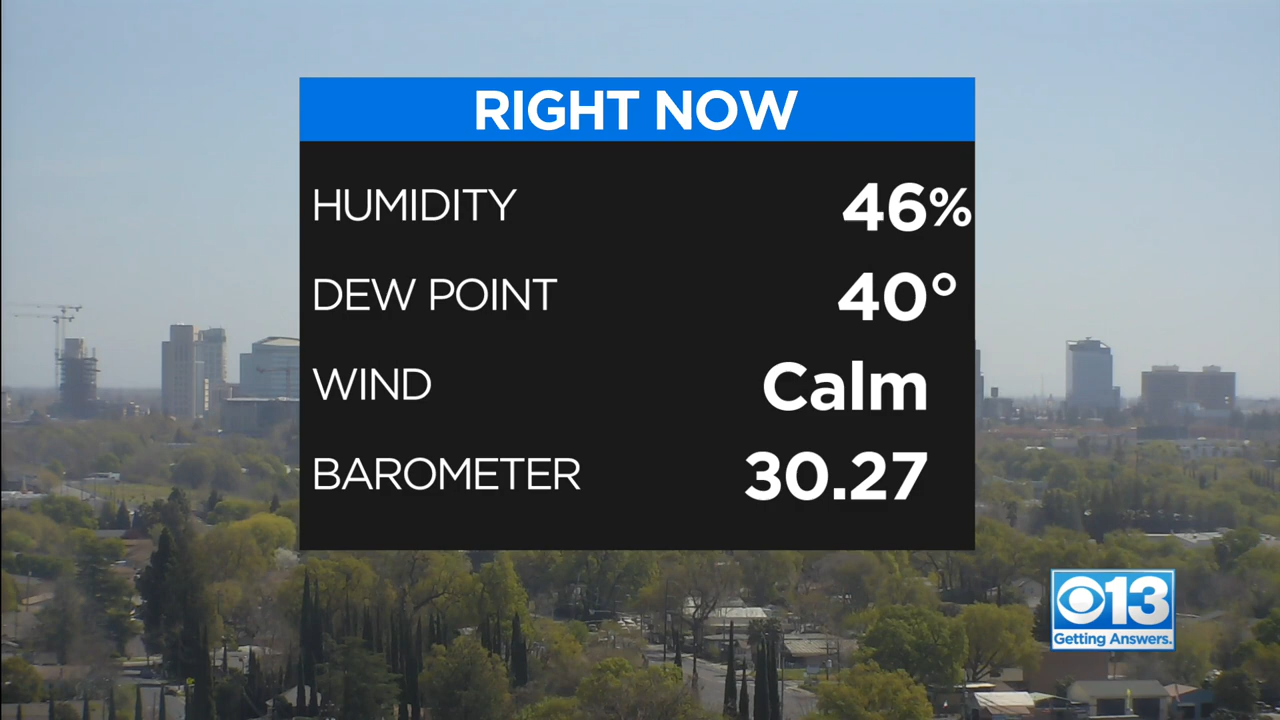 RIGHT NOW
HUMIDITY 46%
DEW POINT 40°
WIND Calm
BAROMETER 30.27
13
Getting Answers.